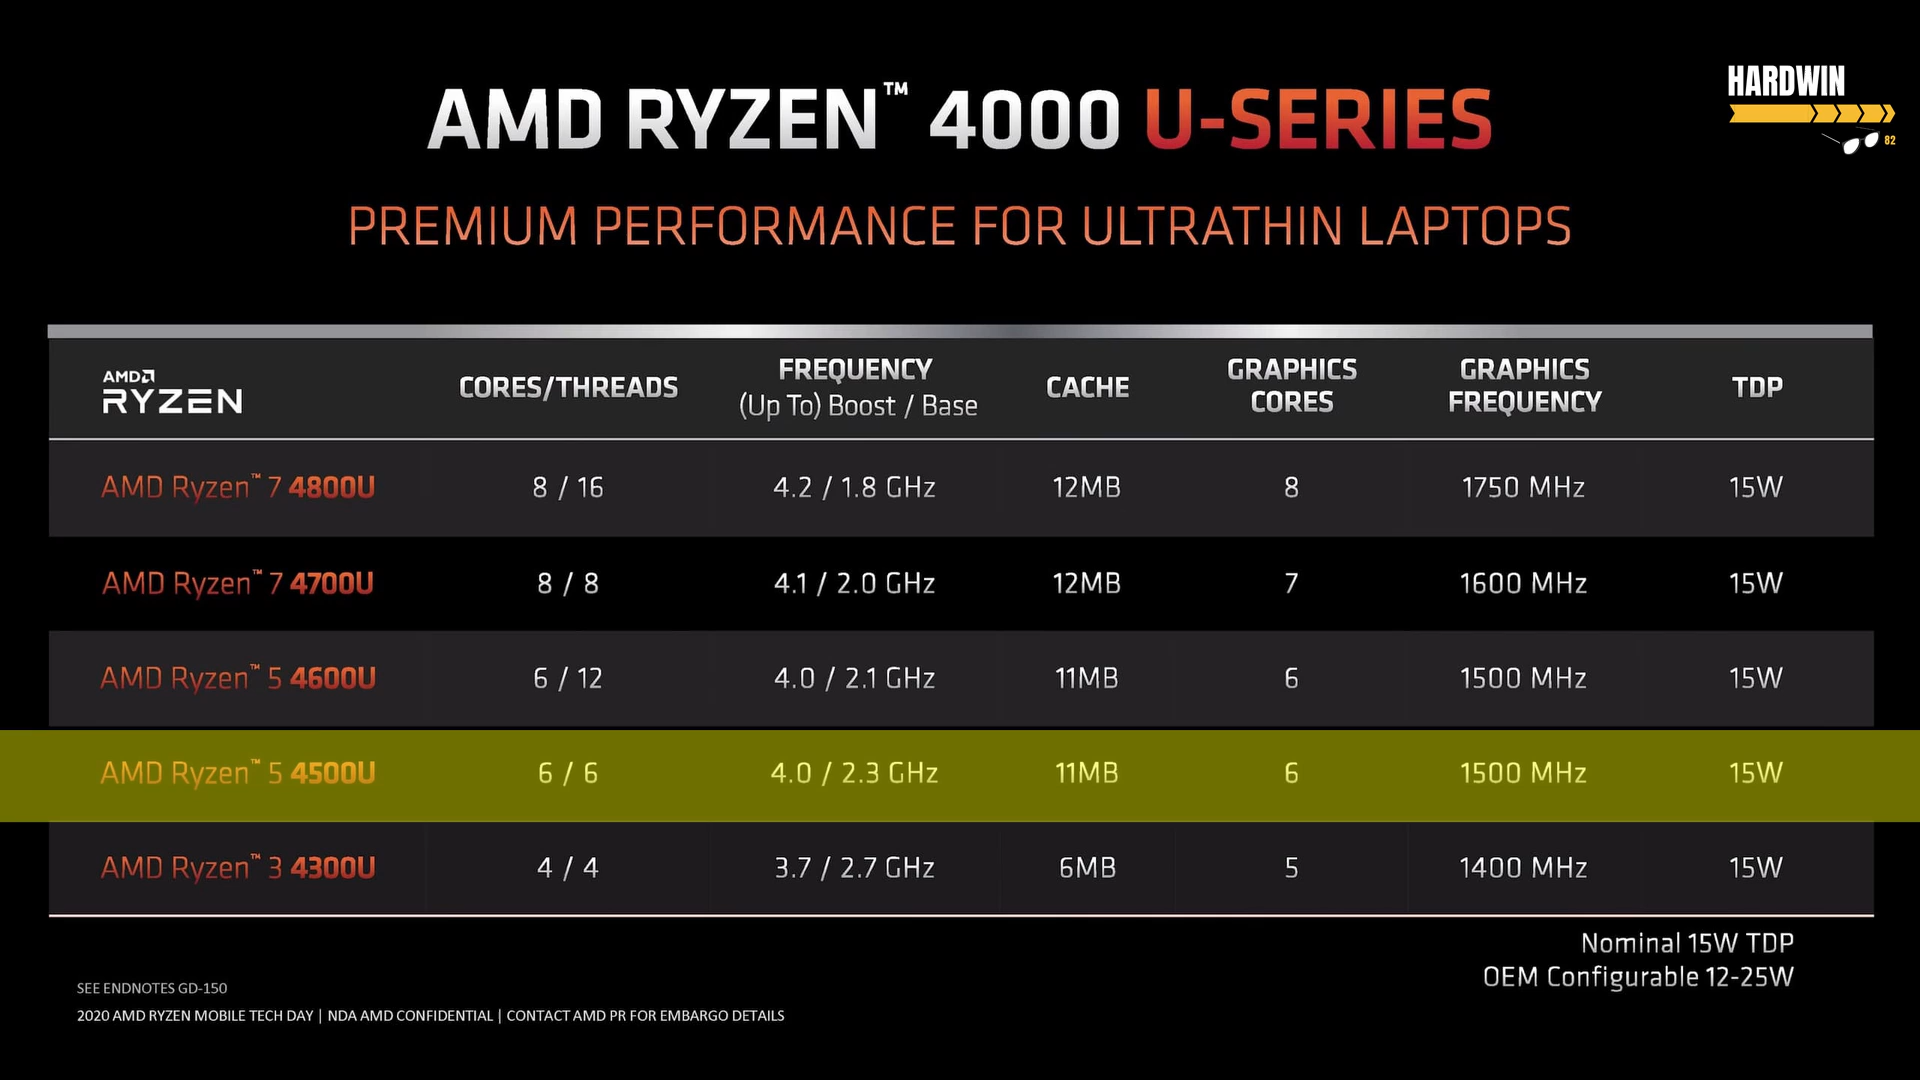 HARDWIN
82
AMD RYZEN™ 4000 U-SERIES
PREMIUM PERFORMANCE FOR ULTRATHIN LAPTOPS
AMD RYZEN CORES/THREADS FREQUENCY (Up To) Boost / Base CACHE GRAPHICS CORES GRAPHICS FREQUENCY TDP
AMD Ryzen™ 7 4800U 8 / 16 4.2 / 1.8 GHz 12MB 8 1750 MHz 15W
AMD Ryzen™ 7 4700U 8 / 8 4.1 / 2.0 GHz 12MB 7 1600 MHz 15W
AMD Ryzen™ 5 4600U 6 / 12 4.0 / 2.1 GHz 11MB 6 1500 MHz 15W
AMD Ryzen™ 5 4500U 6 / 6 4.0 / 2.3 GHz 11MB 6 1500 MHz 15W
AMD Ryzen™ 3 4300U 4 / 4 3.7 / 2.7 GHz 6MB 5 1400 MHz 15W
Nominal 15W TDP
OEM Configurable 12-25W
SEE ENDNOTES GD-150
2020 AMD RYZEN MOBILE TECH DAY | NDA AMD CONFIDENTIAL | CONTACT AMD PR FOR EMBARGO DETAILS